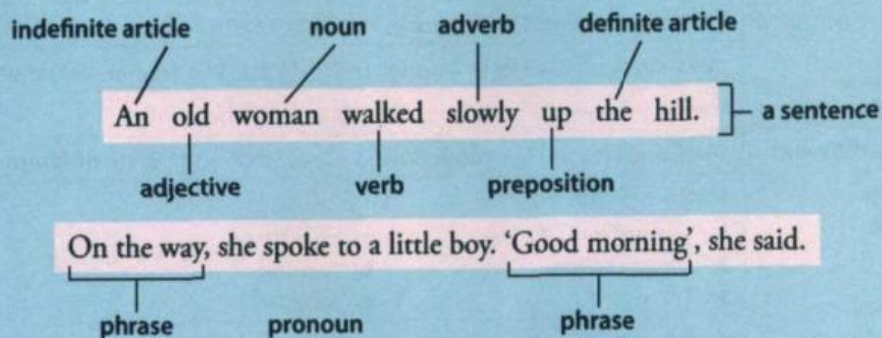 indefinite article noun adverb definite article
An old woman walked slowly up the hill. a sentence
adjective verb preposition
On the way, she spoke to a little boy. 'Good morning', she said.
phrase pronoun phrase